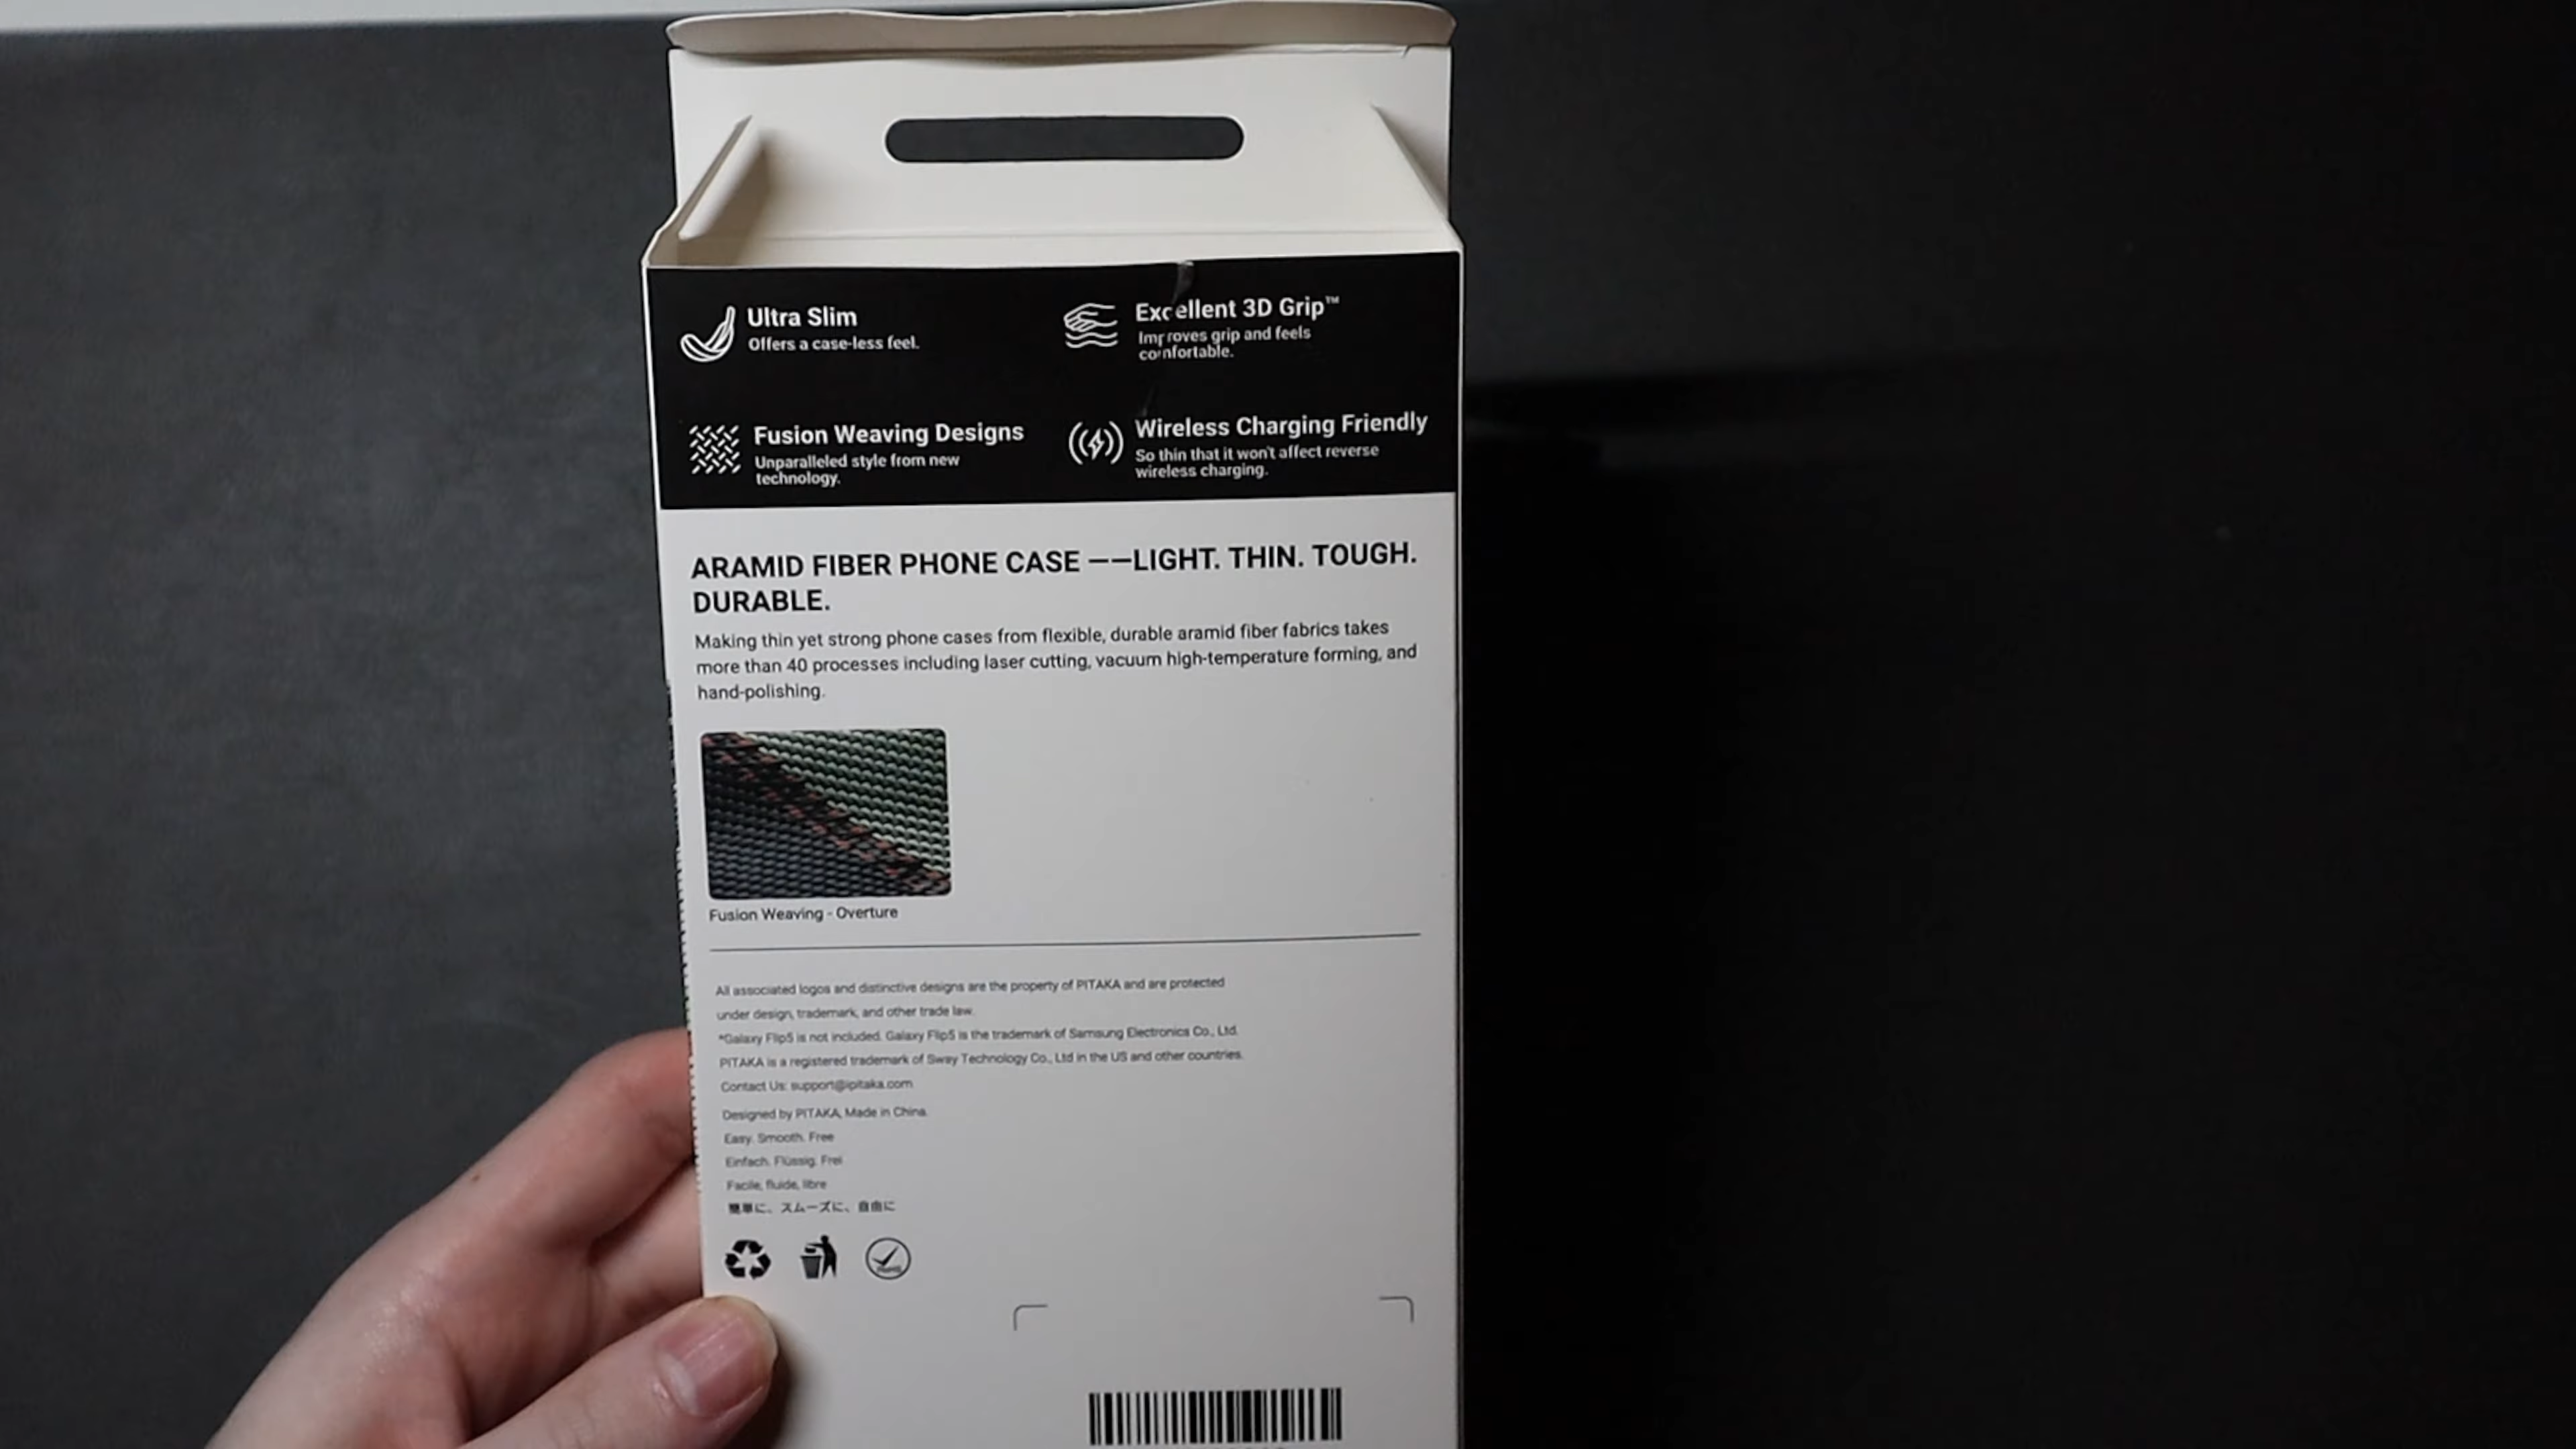 Ultra Slim
Offers a case-less feel.
Excellent 3D Grip™
Improves grip and feels
comfortable.
Fusion Weaving Designs
Unparalleled style from new
technology.
Wireless Charging Friendly
So thin that it won't affect reverse
wireless charging.
ARAMID FIBER PHONE CASE ——LIGHT. THIN. TOUGH.
DURABLE.
Making thin yet strong phone cases from flexible, durable aramid fiber fabrics takes
more than 40 processes including laser cutting, vacuum high-temperature forming, and
hand-polishing.
Fusion Weaving - Overture
All associated logos and distinctive designs are the property of PITAKA and are protected
under design, trademark, and other trade law.
*Galaxy Flip5 is not included. Galaxy Flip5 is the trademark of Samsung Electronics Co., Ltd.
PITAKA is a registered trademark of Sway Technology Co., Ltd in the US and other countries.
Contact Us: support@ipitaka.com
Designed by PITAKA, Made in China.
Easy. Smooth. Free
Einfach. Flüssig. Frei
Facile, fluide, libre
簡単に、スムーズに、自由に
RoHS